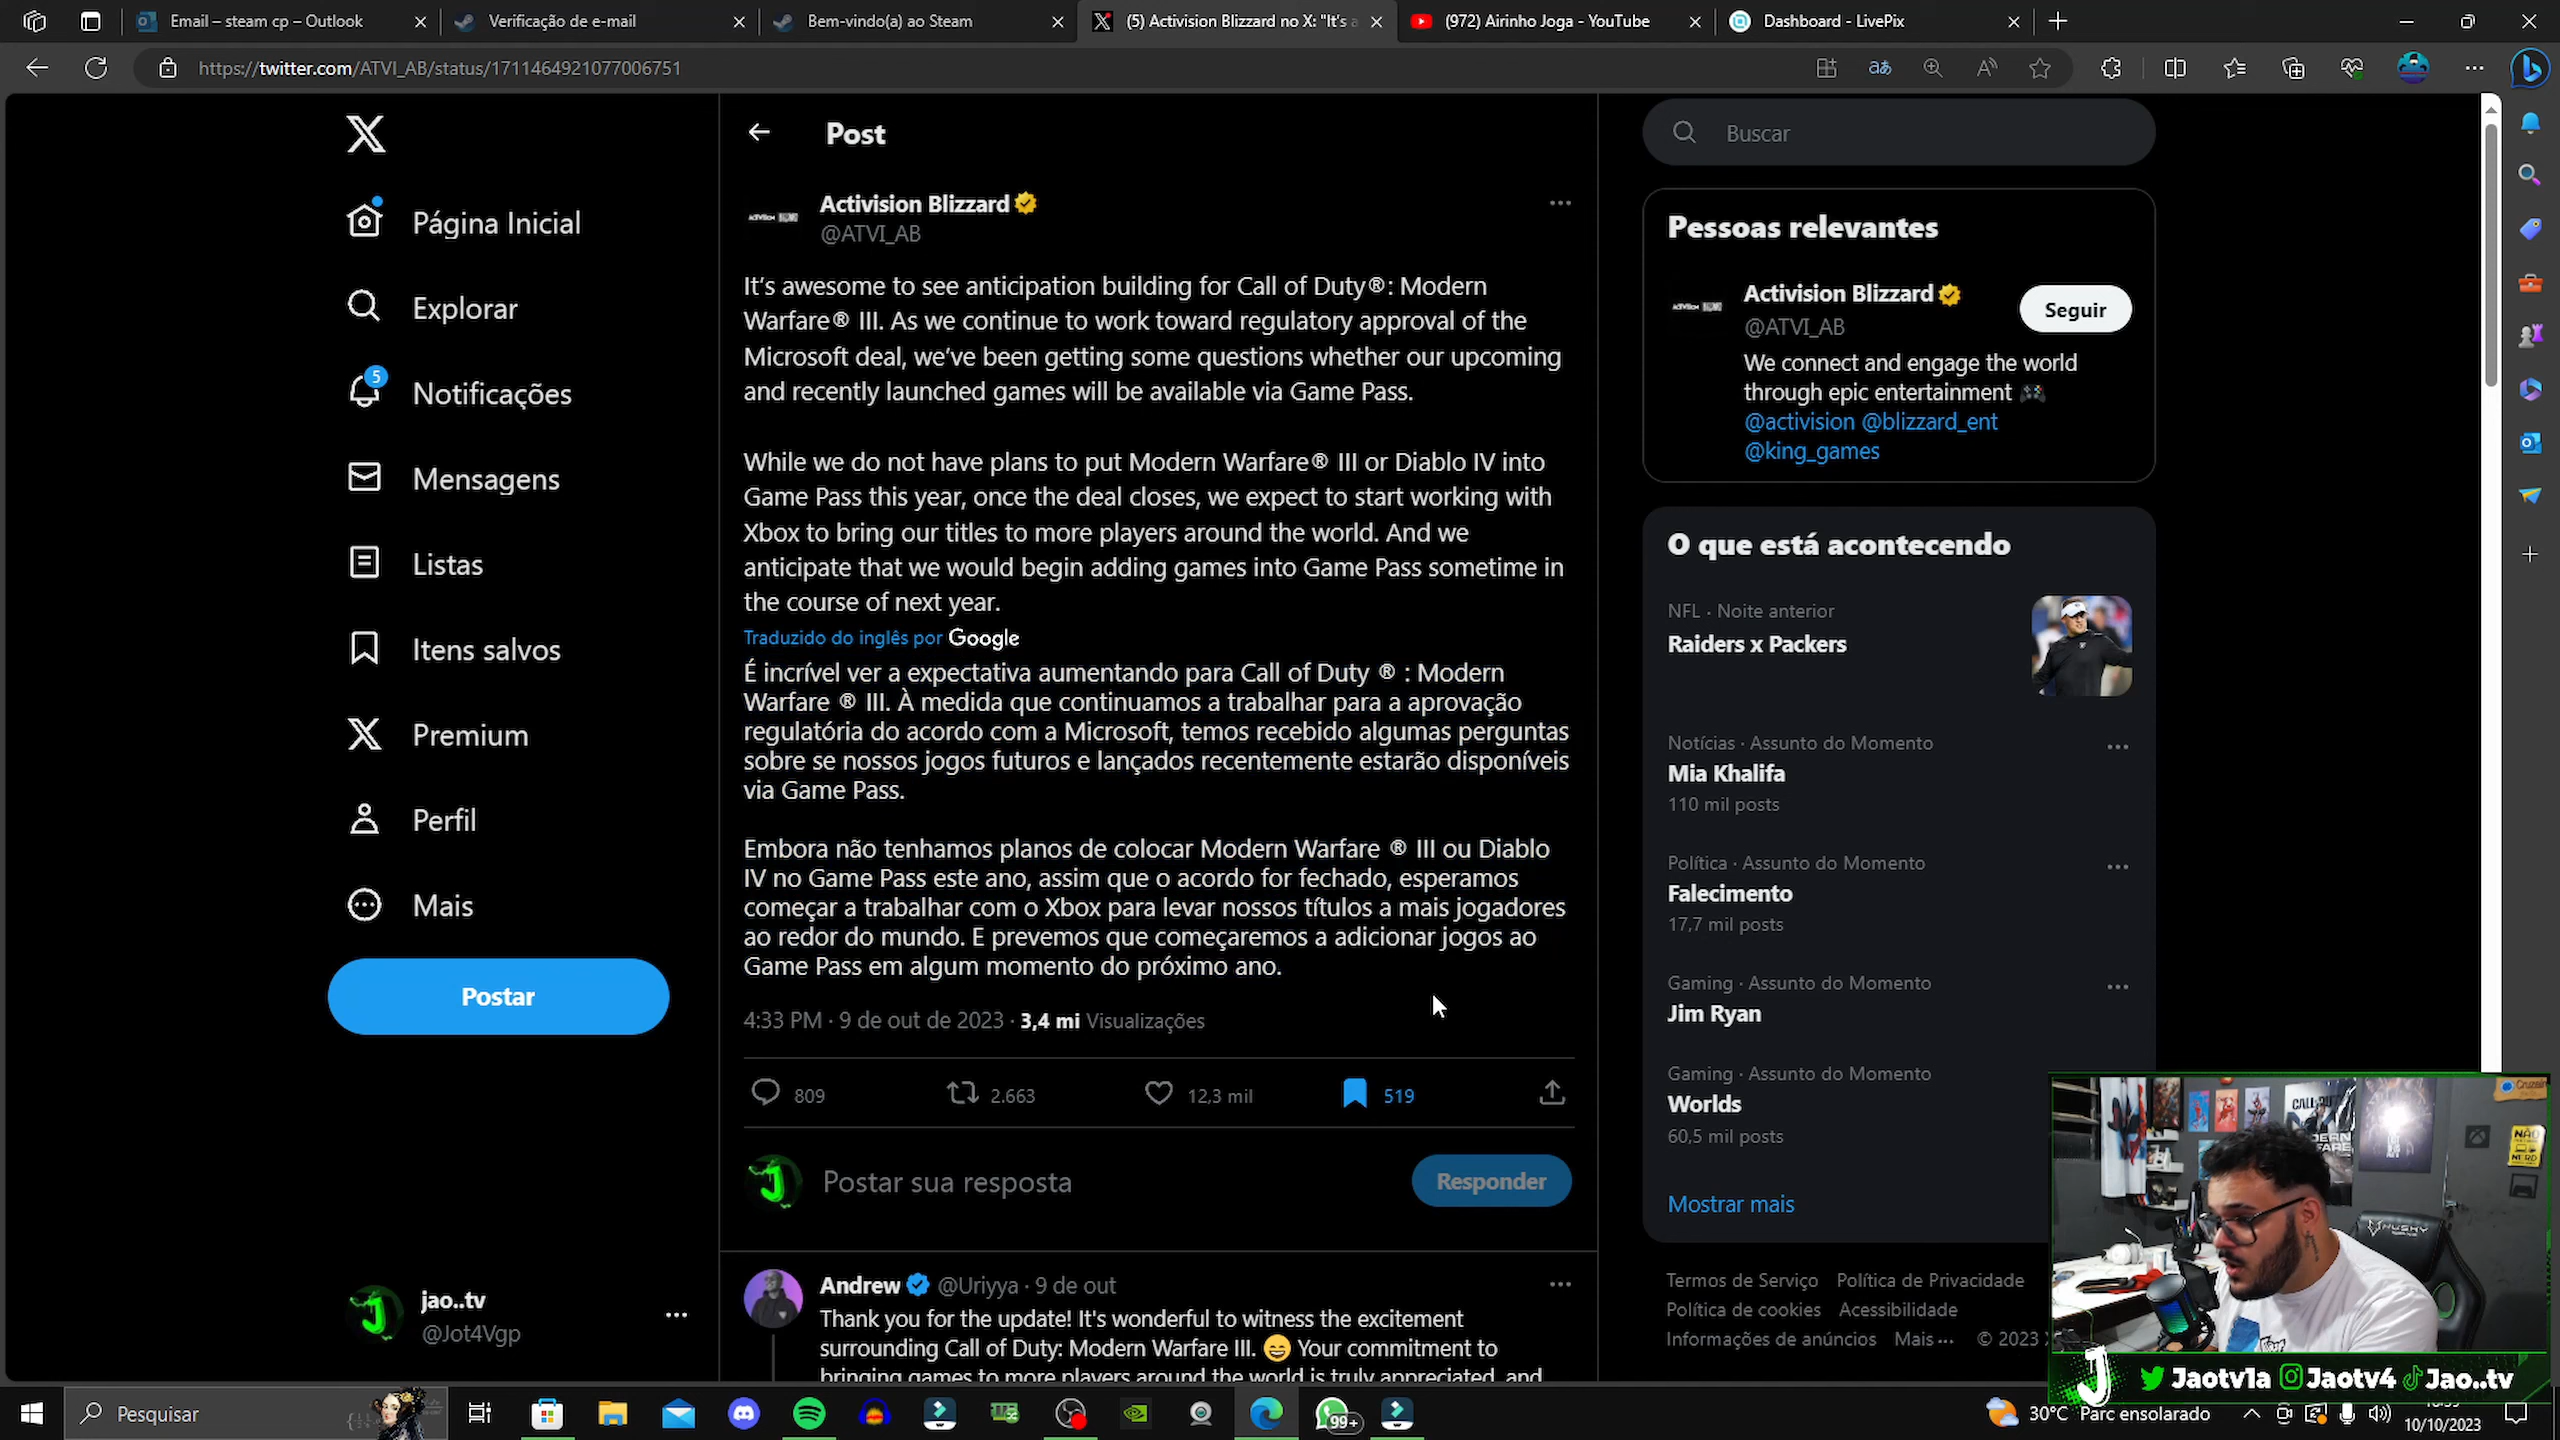 Email – steam cp – Outlook
Verificação de e-mail
Bem-vindo(a) ao Steam
(5) Activision Blizzard no X: "It's a
(972) Airinho Joga - YouTube
Dashboard - LivePix
https://twitter.com/ATVI_AB/status/1711464921077006751
Página Inicial
Explorar
5
Notificações
Mensagens
Listas
Itens salvos
Premium
Perfil
Mais
Postar
jao..tv
@Jot4Vgp
Post
Activision Blizzard
@ATVI_AB
It's awesome to see anticipation building for Call of Duty®: Modern
Warfare® III. As we continue to work toward regulatory approval of the
Microsoft deal, we've been getting some questions whether our upcoming
and recently launched games will be available via Game Pass.
While we do not have plans to put Modern Warfare® III or Diablo IV into
Game Pass this year, once the deal closes, we expect to start working with
Xbox to bring our titles to more players around the world. And we
anticipate that we would begin adding games into Game Pass sometime in
the course of next year.
Traduzido do inglês por Google
É incrível ver a expectativa aumentando para Call of Duty ® : Modern
Warfare ® III. À medida que continuamos a trabalhar para a aprovação
regulatória do acordo com a Microsoft, temos recebido algumas perguntas
sobre se nossos jogos futuros e lançados recentemente estarão disponíveis
via Game Pass.
Embora não tenhamos planos de colocar Modern Warfare ® III ou Diablo
IV no Game Pass este ano, assim que o acordo for fechado, esperamos
começar a trabalhar com o Xbox para levar nossos títulos a mais jogadores
ao redor do mundo. E prevemos que começaremos a adicionar jogos ao
Game Pass em algum momento do próximo ano.
4:33 PM · 9 de out de 2023 · 3,4 mi Visualizações
809
2.663
12,3 mil
519
Postar sua resposta
Responder
Andrew @Uriyya · 9 de out
Thank you for the update! It's wonderful to witness the excitement
surrounding Call of Duty: Modern Warfare III. 😄 Your commitment to
bringing games to more players around the world is truly appreciated, and
Buscar
Pessoas relevantes
Activision Blizzard
@ATVI_AB
Seguir
We connect and engage the world
through epic entertainment 🎮
@activision @blizzard_ent
@king_games
O que está acontecendo
NFL · Noite anterior
Raiders x Packers
Notícias · Assunto do Momento
Mia Khalifa
110 mil posts
Política · Assunto do Momento
Falecimento
17,7 mil posts
Gaming · Assunto do Momento
Jim Ryan
Gaming · Assunto do Momento
Worlds
60,5 mil posts
Mostrar mais
Termos de Serviço Política de Privacidade
Política de cookies Acessibilidade
Informações de anúncios Mais ··· © 2023
Jaotv1a Jaotv4 Jao..tv
Pesquisar
99+
30°C Parc ensolarado
10/10/2023